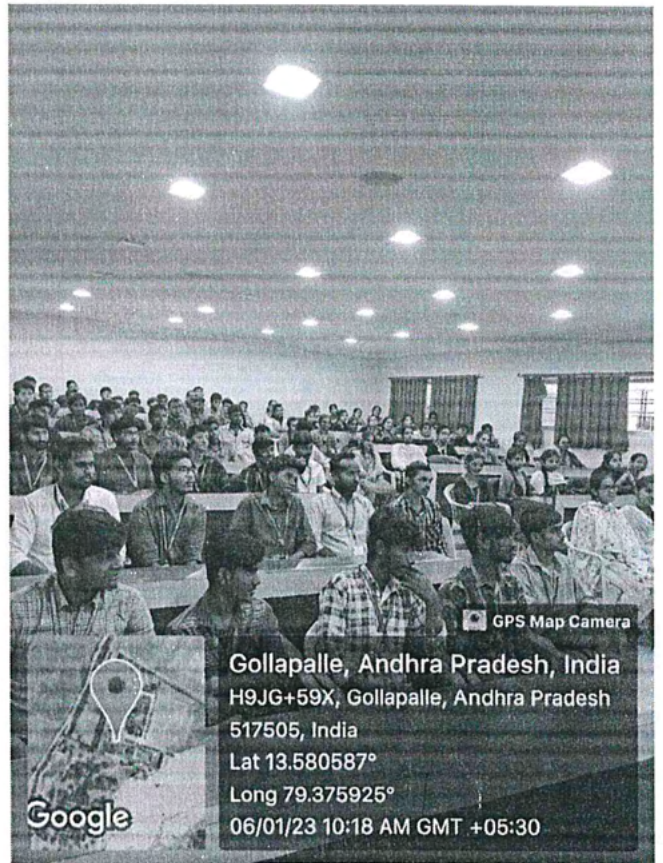 GPS Map Camera
Gollapalle, Andhra Pradesh, India
H9JG+59X, Gollapalle, Andhra Pradesh
517505, India
Lat 13.580587°
Long 79.375925°
06/01/23 10:18 AM GMT +05:30
Google